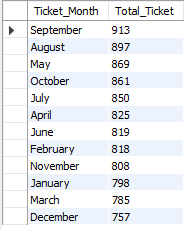 Ticket_Month Total_Ticket
September 913
August 897
May 869
October 861
July 850
April 825
June 819
February 818
November 808
January 798
March 785
December 757